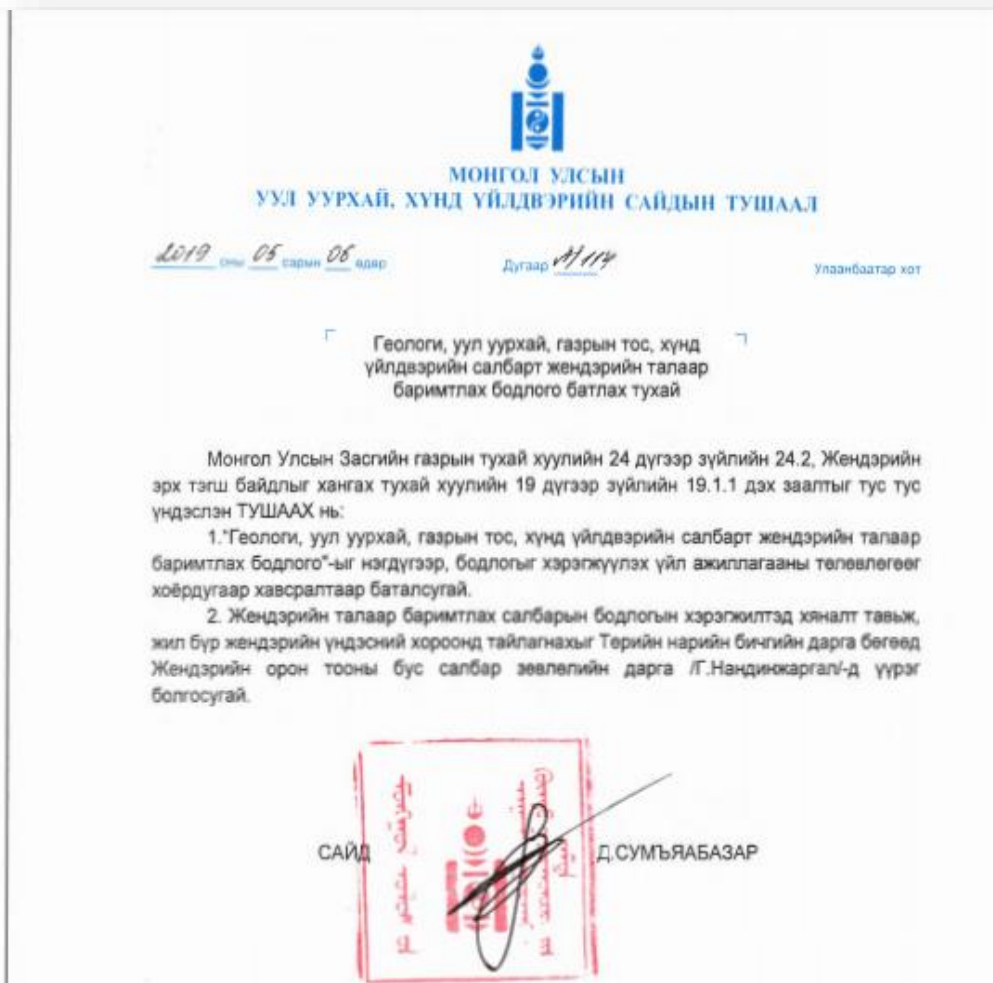 МОНГОЛ УЛСЫН
УУЛ УУРХАЙ, ХҮНД ҮЙЛДВЭРИЙН САЙДЫН ТУШААЛ
2019 оны 05 сарын 06 өдөр Дугаар А/114 Улаанбаатар хот
Геологи, уул уурхай, газрын тос, хүнд
үйлдвэрийн салбарт жендэрийн талаар
баримтлах бодлого батлах тухай
Монгол Улсын Засгийн газрын тухай хуулийн 24 дүгээр зүйлийн 24.2, Жендэрийн
эрх тэгш байдлыг хангах тухай хуулийн 19 дүгээр зүйлийн 19.1.1 дэх заалтыг тус тус
үндэслэн ТУШААХ нь:
1."Геологи, уул уурхай, газрын тос, хүнд үйлдвэрийн салбарт жендэрийн талаар
баримтлах бодлого"-ыг нэгдүгээр, бодлогыг хэрэгжүүлэх үйл ажиллагааны төлөвлөгөөг
хоёрдугаар хавсралтаар баталсугай.
2. Жендэрийн талаар баримтлах салбарын бодлогын хэрэгжилтэд хяналт тавьж,
жил бүр жендэрийн үндэсний хороонд тайлагнахыг Төрийн нарийн бичгийн дарга бөгөөд
Жендэрийн орон тооны бус салбар зөвлөлийн дарга /Г.Нандинжаргал/-д үүрэг
болгосугай.
САЙД Д.СУМЪЯАБАЗАР